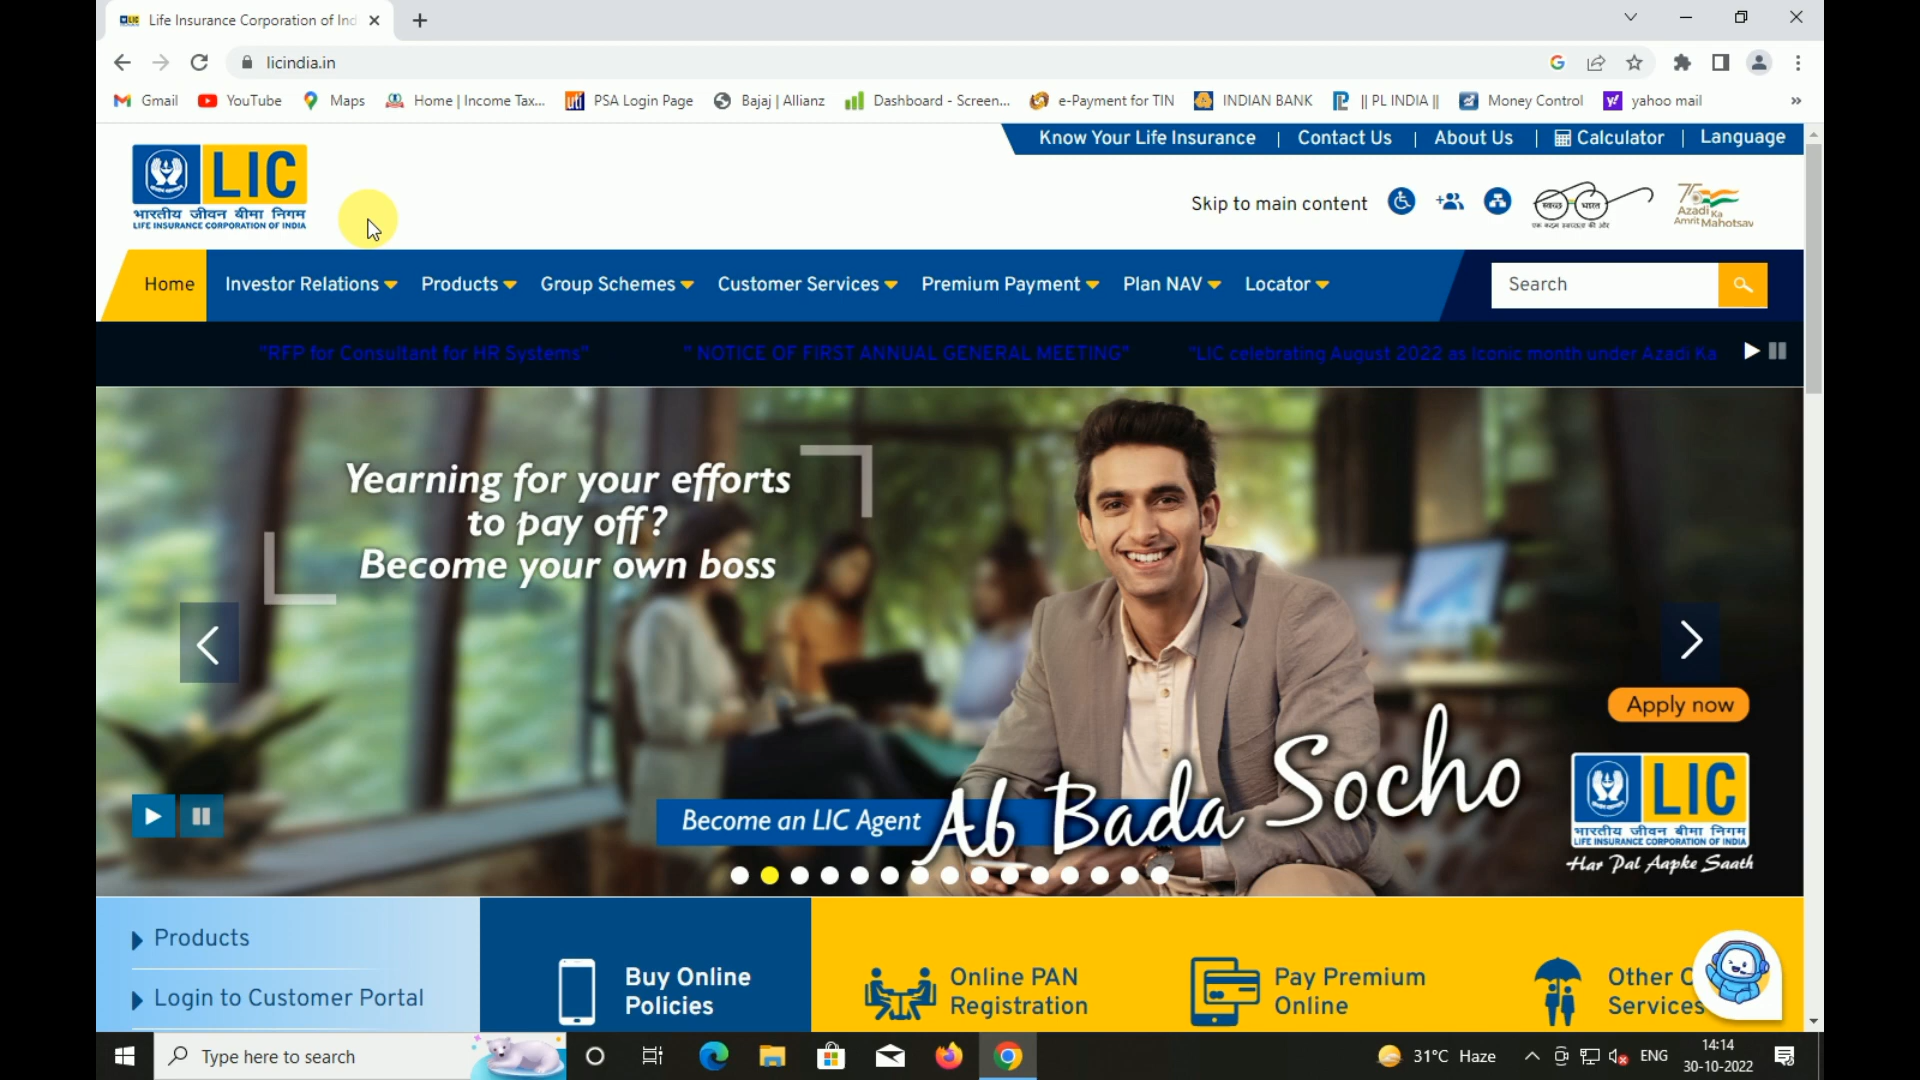 Life Insurance Corporation of Ind
licindia.in
Gmail
YouTube
Maps
Home | Income Tax...
PSA Login Page
Bajaj | Allianz
Dashboard - Screen...
e-Payment for TIN
INDIAN BANK
|| PL INDIA ||
Money Control
yahoo mail
Know Your Life Insurance | Contact Us | About Us | Calculator | Language
LIC
भारतीय जीवन बीमा निगम
LIFE INSURANCE CORPORATION OF INDIA
Skip to main content
स्वच्छ भारत
एक कदम स्वच्छता की ओर
75
Azadi Ka
Amrit Mahotsav
Home
Investor Relations
Products
Group Schemes
Customer Services
Premium Payment
Plan NAV
Locator
Search
"RFP for Consultant for HR Systems"
" NOTICE OF FIRST ANNUAL GENERAL MEETING"
"LIC celebrating August 2022 as Iconic month under Azadi Ka
Yearning for your efforts
to pay off?
Become your own boss
Apply now
Become an LIC Agent
Ab Bada Socho
LIC
भारतीय जीवन बीमा निगम
LIFE INSURANCE CORPORATION OF INDIA
Har Pal Aapke Saath
Products
Login to Customer Portal
Buy Online
Policies
Online PAN
Registration
Pay Premium
Online
Other
Services
Type here to search
31°C Haze
ENG
14:14
30-10-2022